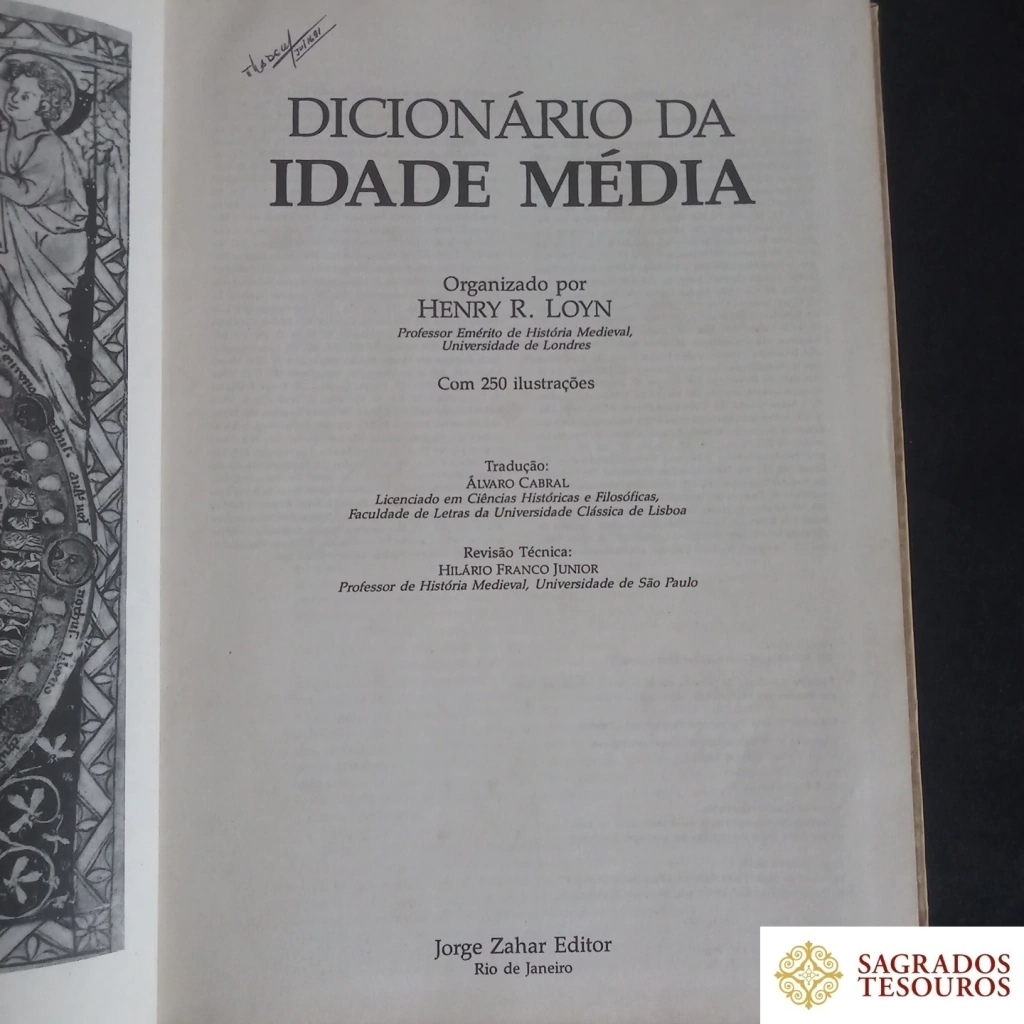 DICIONÁRIO DA
IDADE MÉDIA
Organizado por
HENRY R. LOYN
Professor Emérito de História Medieval,
Universidade de Londres
Com 250 ilustrações
Tradução:
ÁLVARO CABRAL
Licenciado em Ciências Históricas e Filosóficas,
Faculdade de Letras da Universidade Clássica de Lisboa
Revisão Técnica:
HILÁRIO FRANCO JUNIOR
Professor de História Medieval, Universidade de São Paulo
Jorge Zahar Editor
Rio de Janeiro
SAGRADOS
TESOUROS